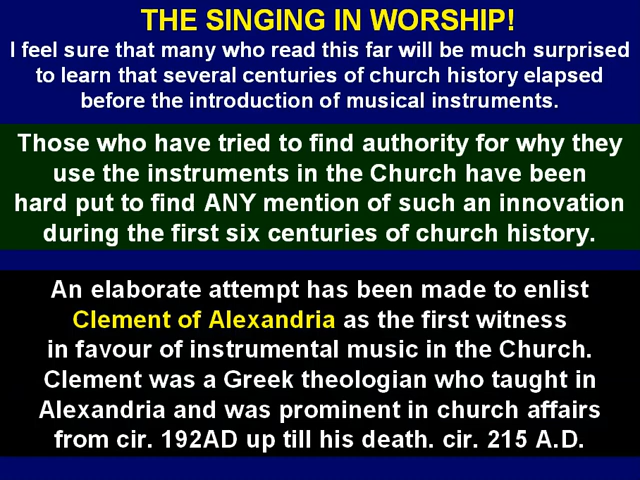 THE SINGING IN WORSHIP!
I feel sure that many who read this far will be much surprised
to learn that several centuries of church history elapsed
before the introduction of musical instruments.
Those who have tried to find authority for why they
use the instruments in the Church have been
hard put to find ANY mention of such an innovation
during the first six centuries of church history.
An elaborate attempt has been made to enlist
Clement of Alexandria as the first witness
in favour of instrumental music in the Church.
Clement was a Greek theologian who taught in
Alexandria and was prominent in church affairs
from cir. 192AD up till his death. cir. 215 A.D.